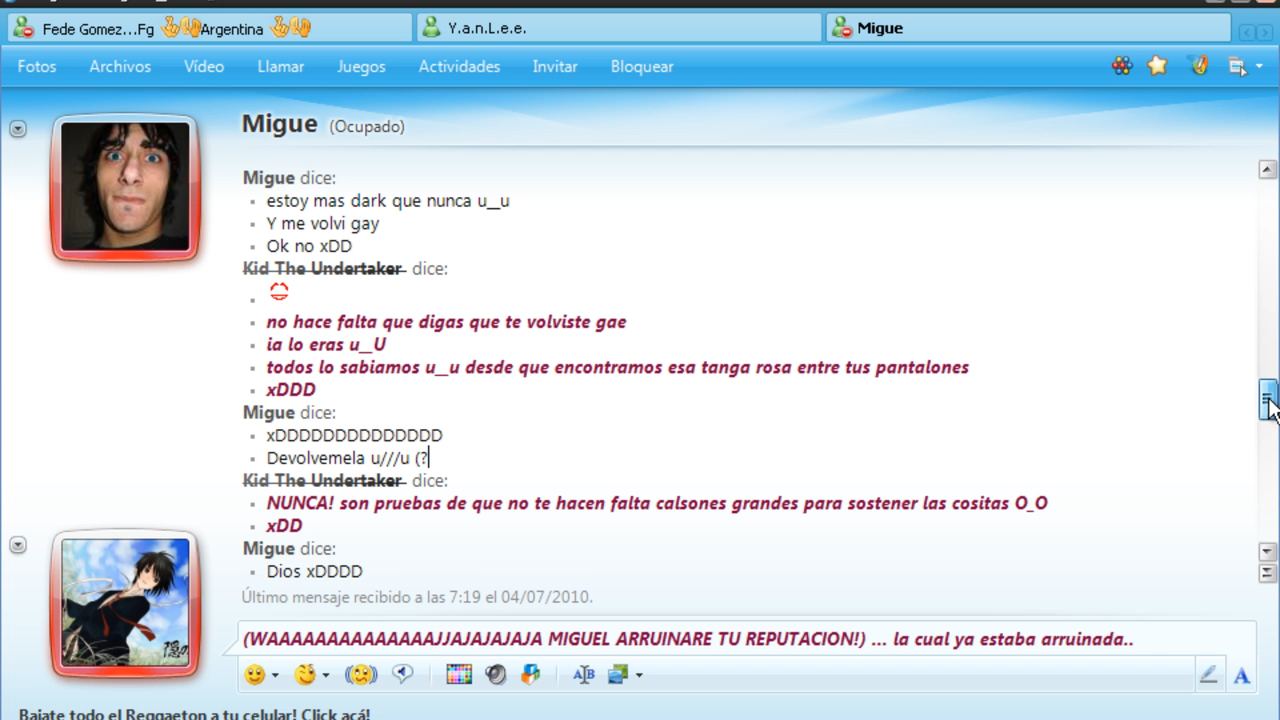 Fede Gomez...Fg Argentina
Y.a.n.L.e.e.
Migue
Fotos Archivos Vídeo Llamar Juegos Actividades Invitar Bloquear
Migue (Ocupado)
Migue dice:
estoy mas dark que nunca u__u
Y me volvi gay
Ok no xDD
Kid The Undertaker dice:
no hace falta que digas que te volviste gae
ia lo eras u__U
todos lo sabiamos u__u desde que encontramos esa tanga rosa entre tus pantalones
xDDD
Migue dice:
xDDDDDDDDDDDDDD
Devolvemela u///u (?
Kid The Undertaker dice:
NUNCA! son pruebas de que no te hacen falta calsones grandes para sostener las cositas O_O
xDD
Migue dice:
Dios xDDDD
Último mensaje recibido a las 7:19 el 04/07/2010.
(WAAAAAAAAAAAAAAJJAJAJAJAJA MIGUEL ARRUINARE TU REPUTACION!) ... la cual ya estaba arruinada..
Bajate todo el Reggaeton a tu celular! Click acá!